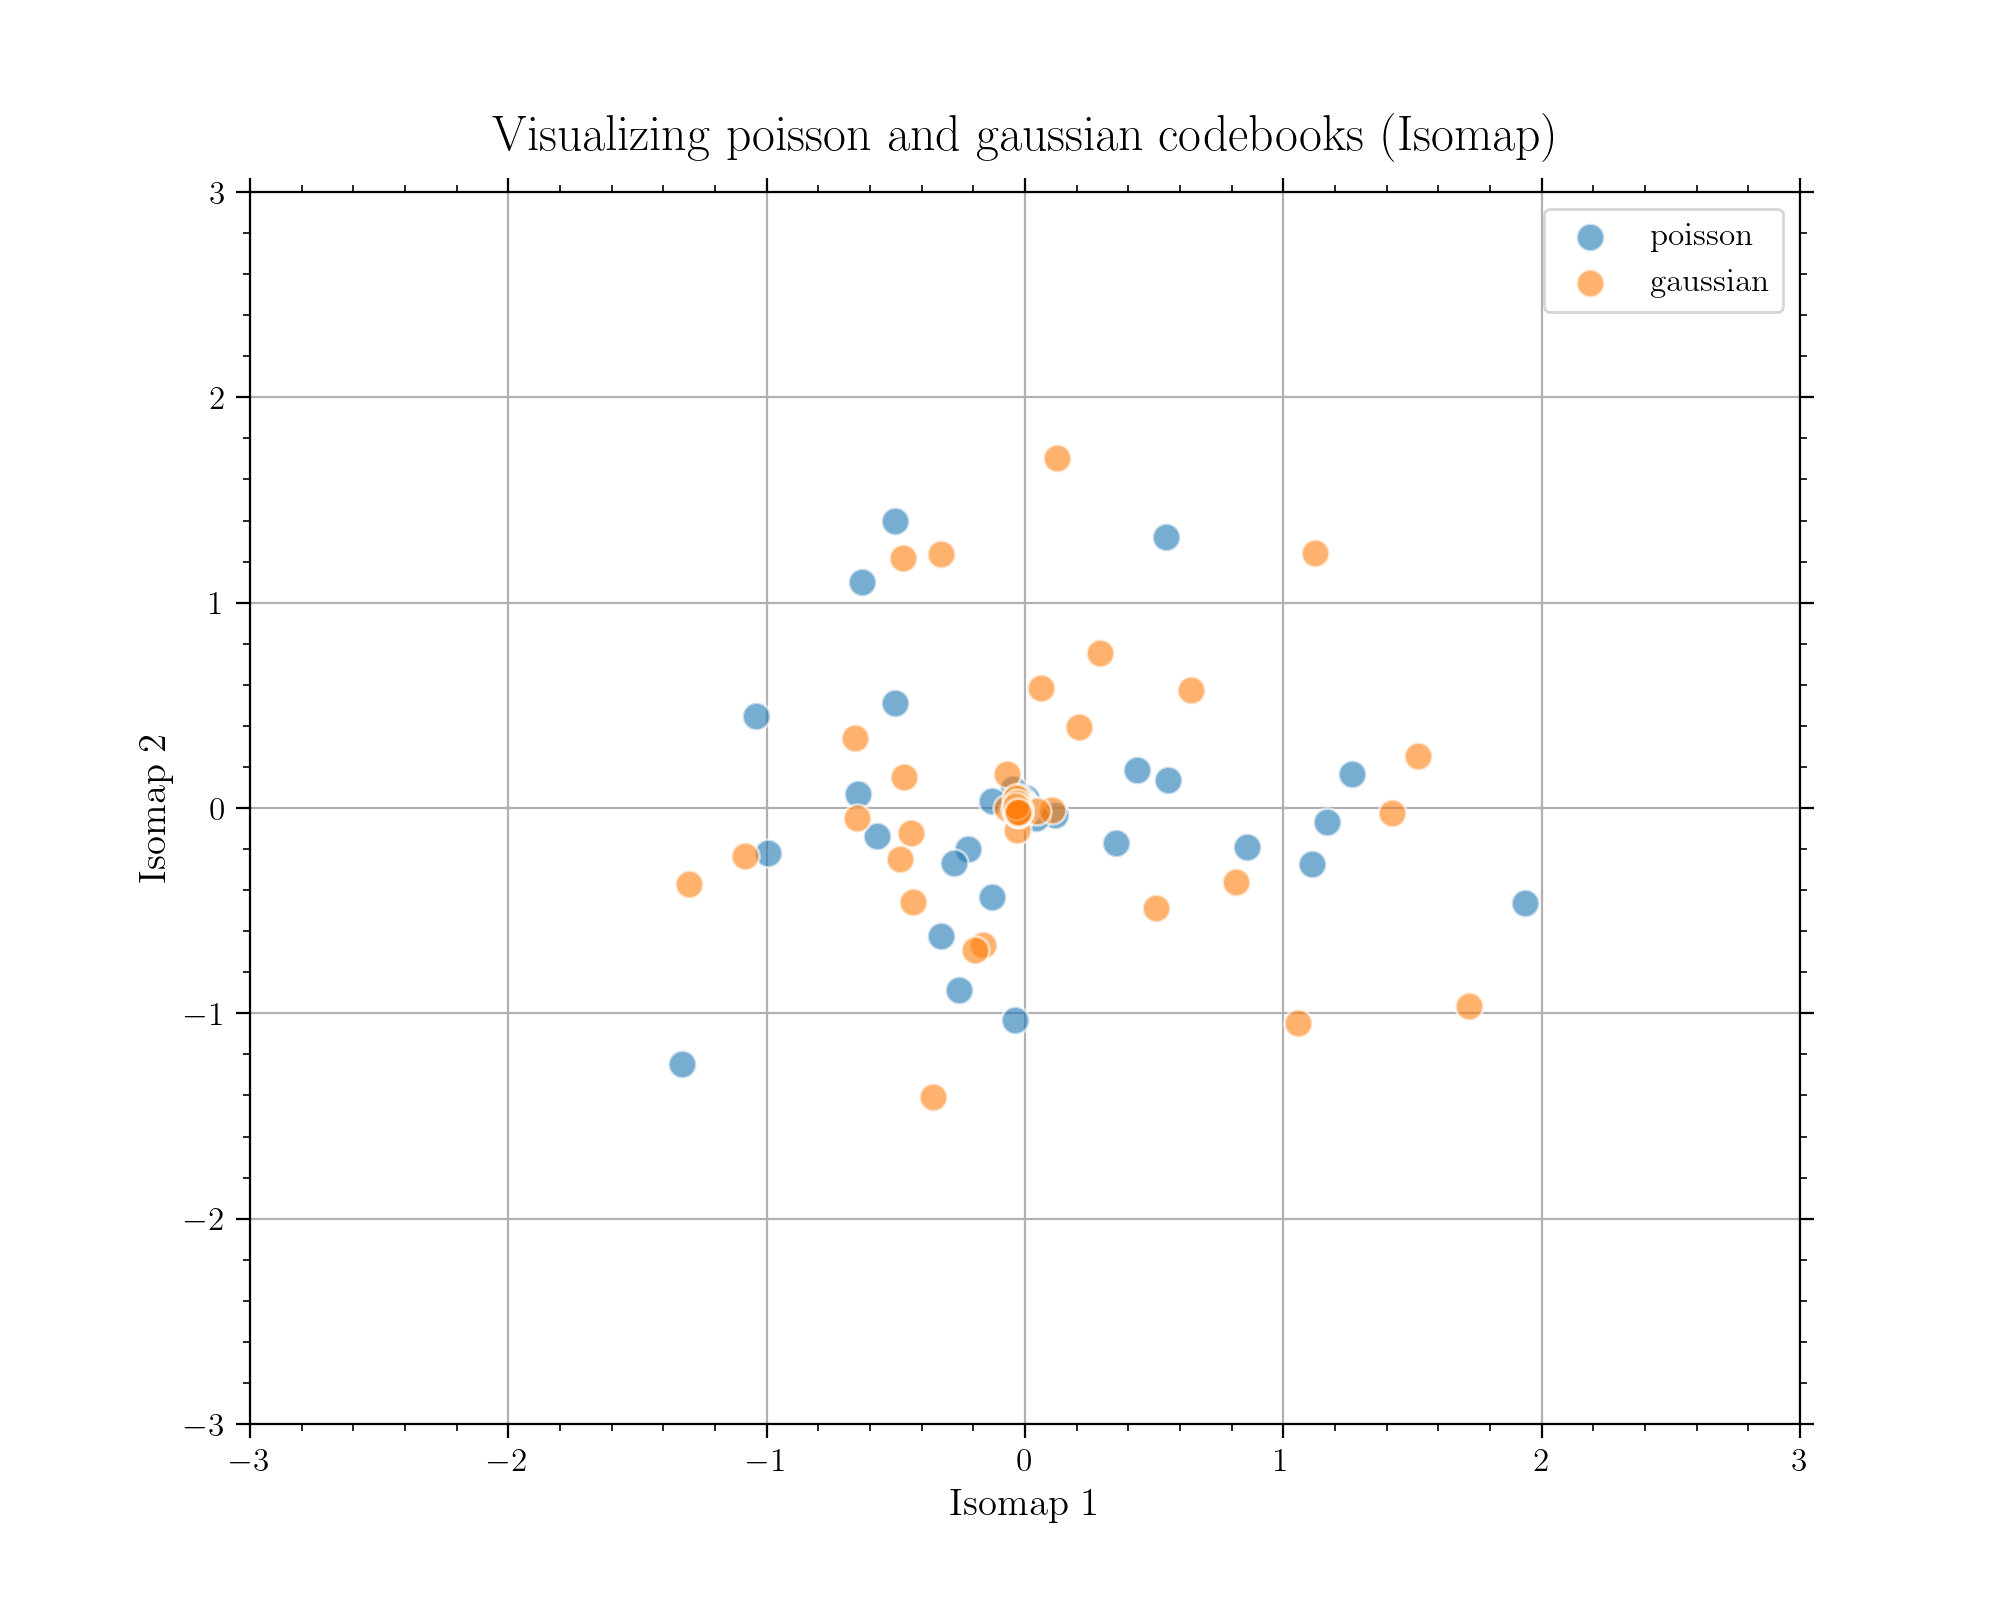 Visualizing poisson and gaussian codebooks (Isomap)
poisson
gaussian
3
2
1
0
−1
−2
−3
Isomap 2
−3
−2
−1
0
1
2
3
Isomap 1